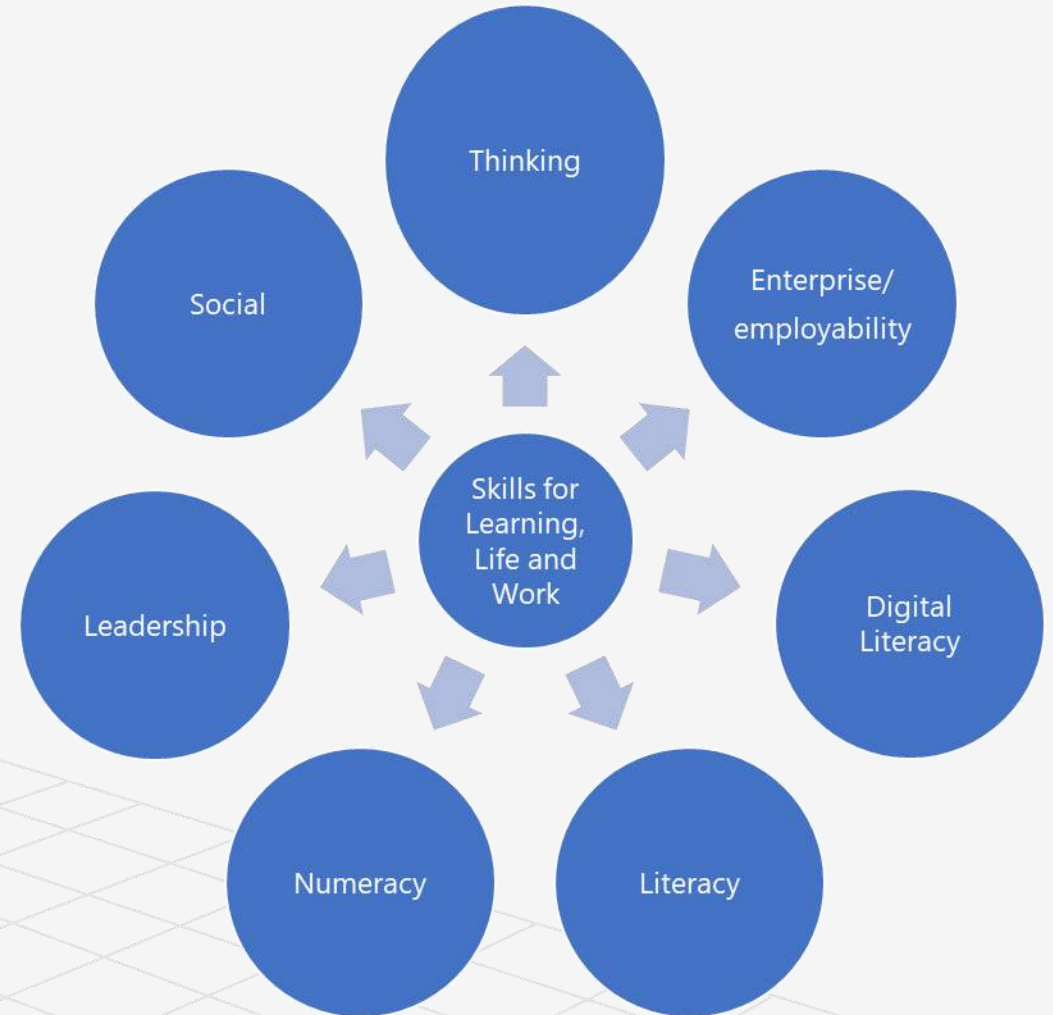 Thinking
Enterprise/
employability
Digital
Literacy
Literacy
Numeracy
Leadership
Social
Skills for
Learning,
Life and
Work